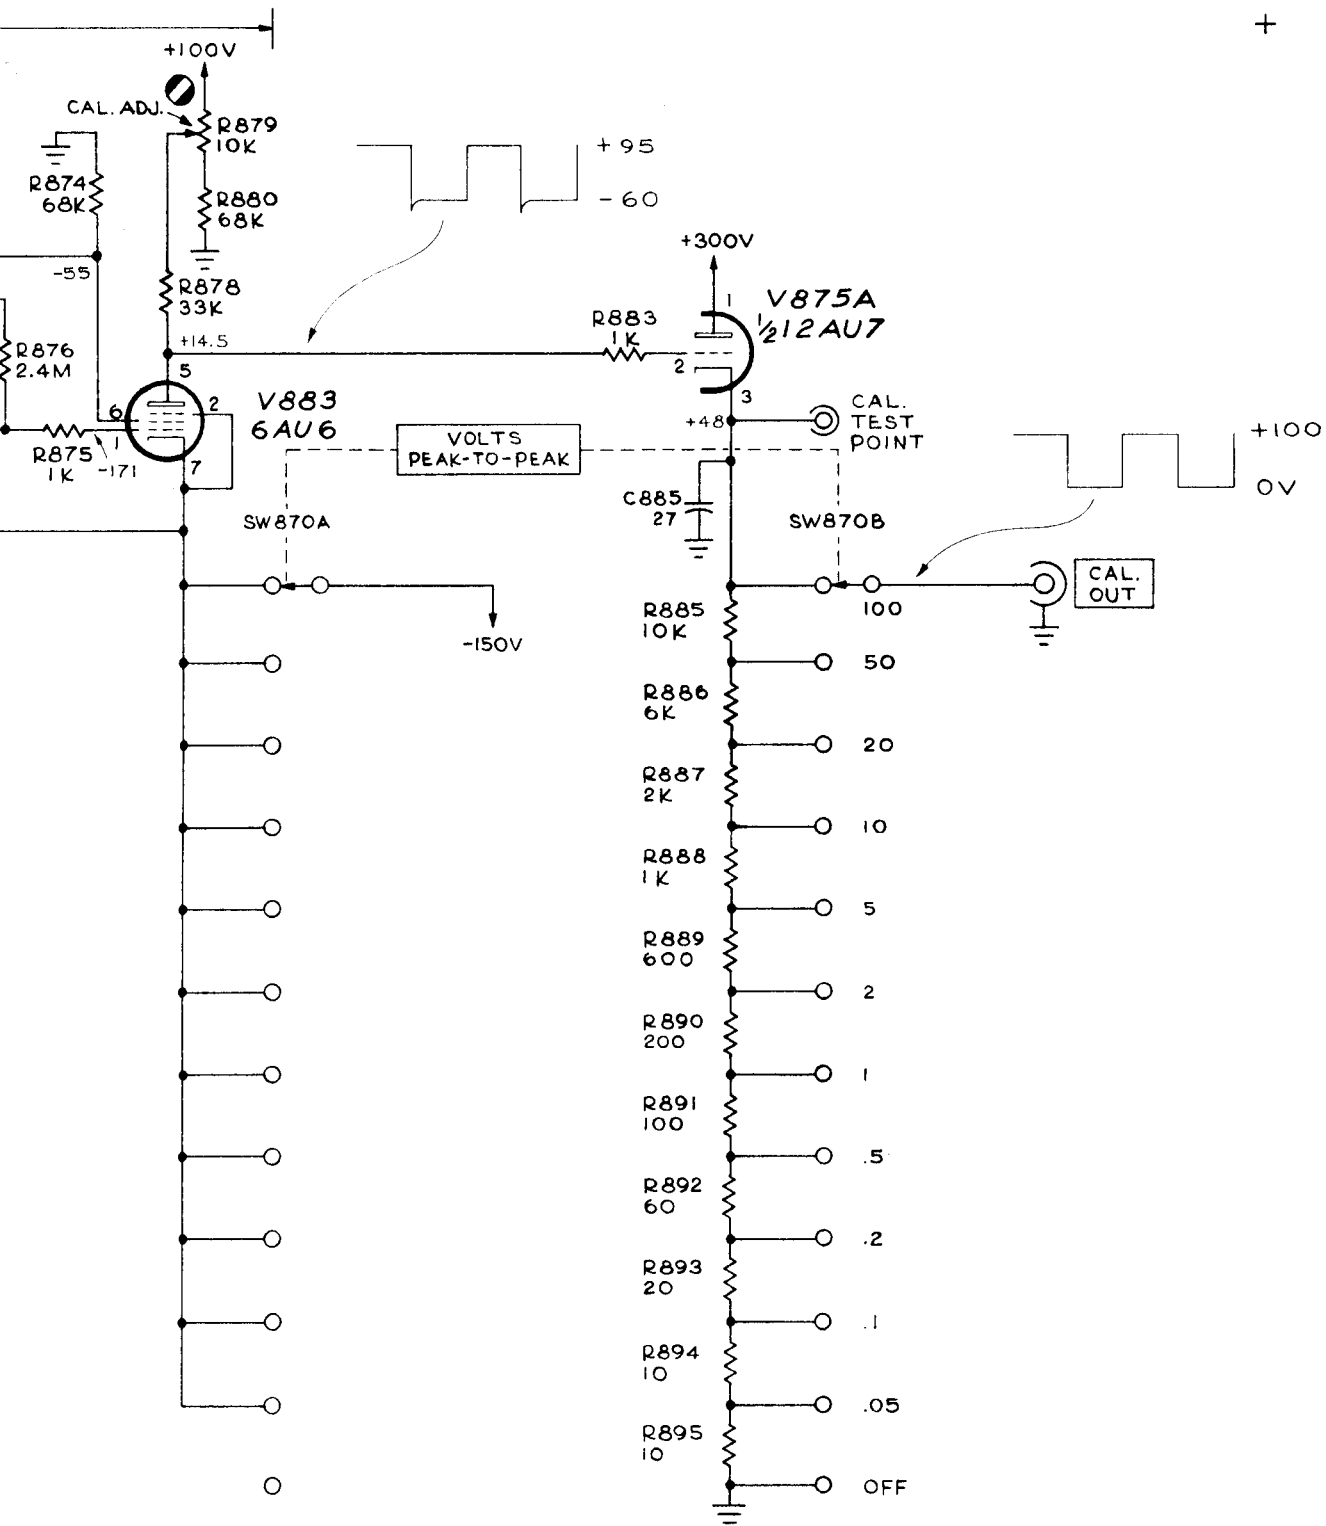 +
+100V
CAL. ADJ.
R879
10K
+95
R874
68K
R880
68K
-60
+300V
-55
R878
33K
1
V875A
½12AU7
R883
1K
+14.5
R876
2.4M
5
2
3
6
2
V883
6AU6
CAL.
TEST
POINT
+48
1
VOLTS
PEAK-TO-PEAK
+100
R875
1K
-171
7
0V
C885
27
SW870A
SW870B
CAL.
OUT
100
R885
10K
-150V
50
R886
6K
20
R887
2K
10
R888
1K
5
R889
600
2
R890
200
1
R891
100
.5
R892
60
.2
R893
20
.1
R894
10
.05
R895
10
OFF